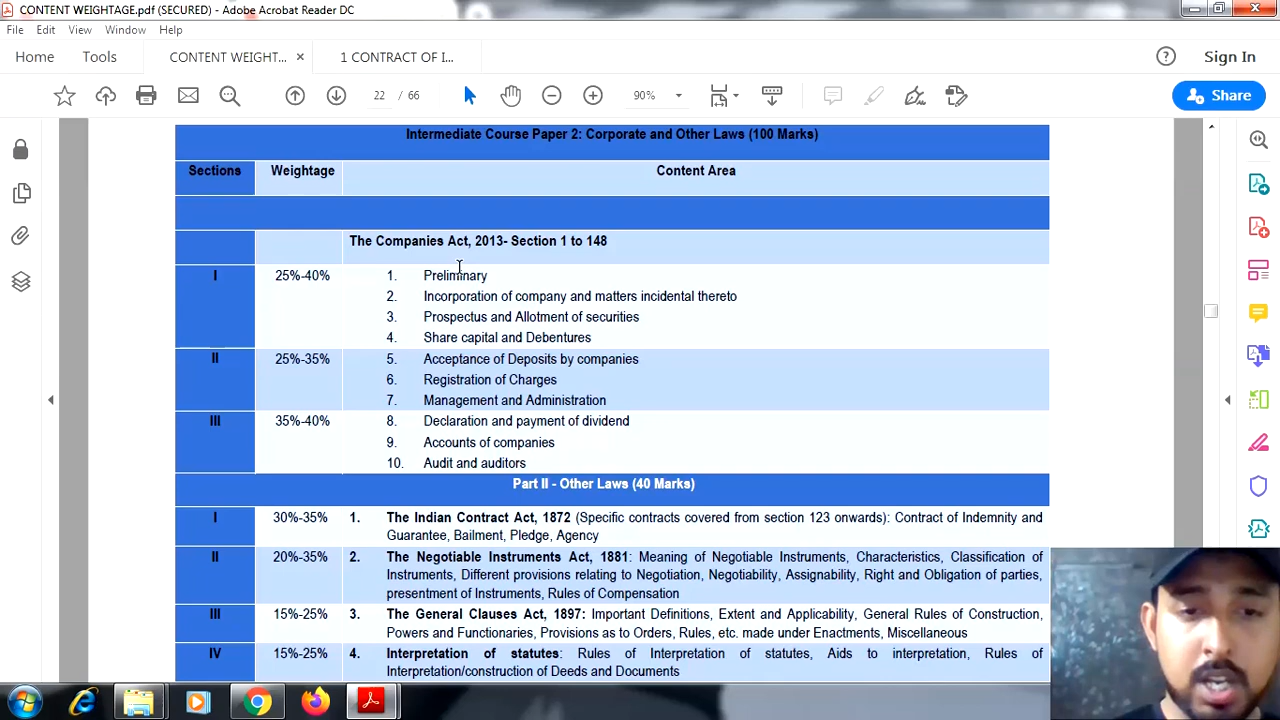 CONTENT WEIGHTAGE.pdf (SECURED) - Adobe Acrobat Reader DC
File Edit View Window Help
Home Tools CONTENT WEIGHT... × 1 CONTRACT OF I... Sign In
22 / 66 90% Share
Intermediate Course Paper 2: Corporate and Other Laws (100 Marks)
Sections Weightage Content Area
The Companies Act, 2013- Section 1 to 148
I 25%-40% 1. Preliminary
2. Incorporation of company and matters incidental thereto
3. Prospectus and Allotment of securities
4. Share capital and Debentures
II 25%-35% 5. Acceptance of Deposits by companies
6. Registration of Charges
7. Management and Administration
III 35%-40% 8. Declaration and payment of dividend
9. Accounts of companies
10. Audit and auditors
Part II - Other Laws (40 Marks)
I 30%-35% 1. The Indian Contract Act, 1872 (Specific contracts covered from section 123 onwards): Contract of Indemnity and
Guarantee, Bailment, Pledge, Agency
II 20%-35% 2. The Negotiable Instruments Act, 1881: Meaning of Negotiable Instruments, Characteristics, Classification of
Instruments, Different provisions relating to Negotiation, Negotiability, Assignability, Right and Obligation of parties,
presentment of Instruments, Rules of Compensation
III 15%-25% 3. The General Clauses Act, 1897: Important Definitions, Extent and Applicability, General Rules of Construction,
Powers and Functionaries, Provisions as to Orders, Rules, etc. made under Enactments, Miscellaneous
IV 15%-25% 4. Interpretation of statutes: Rules of Interpretation of statutes, Aids to interpretation, Rules of
Interpretation/construction of Deeds and Documents